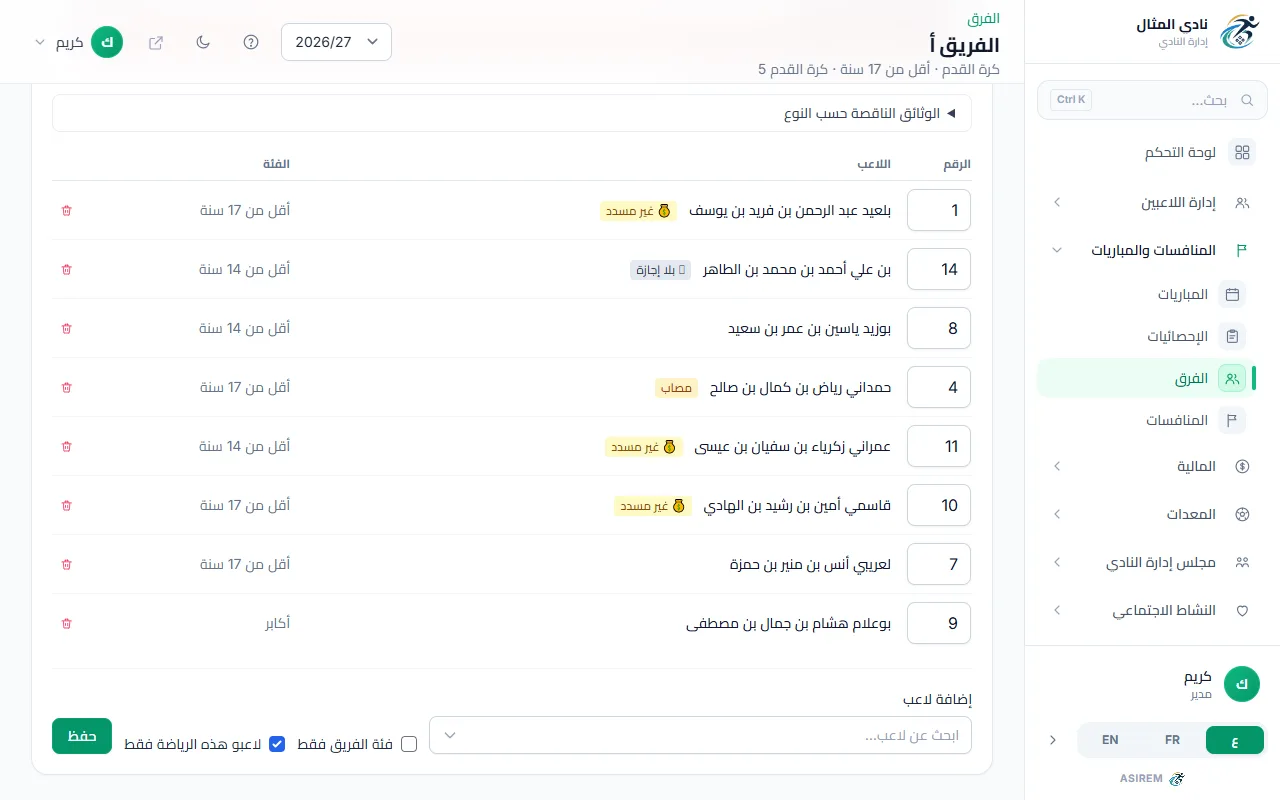 نادي المثال
إدارة النادي
بحث...
Ctrl K
لوحة التحكم
إدارة اللاعبين
المنافسات والمباريات
المباريات
الإحصائيات
الفرق
المنافسات
المالية
المعدات
مجلس إدارة النادي
النشاط الاجتماعي
ك
كريم
مدير
ع
FR
EN
ASIREM
الفرق
الفريق أ
كرة القدم · أقل من 17 سنة · كرة القدم 5
2026/27
ك
كريم
الوثائق الناقصة حسب النوع
الرقم اللاعب الفئة
1 بلعيد عبد الرحمن بن فريد بن يوسف غير مسدد أقل من 17 سنة
14 بن علي أحمد بن محمد بن الطاهر بلا إجازة أقل من 14 سنة
8 بوزيد ياسين بن عمر بن سعيد أقل من 14 سنة
4 حمداني رياض بن كمال بن صالح مصاب أقل من 17 سنة
11 عمراني زكرياء بن سفيان بن عيسى غير مسدد أقل من 14 سنة
10 قاسمي أمين بن رشيد بن الهادي غير مسدد أقل من 17 سنة
7 لعريبي أنس بن منير بن حمزة أقل من 17 سنة
9 بوعلام هشام بن جمال بن مصطفى أكابر
إضافة لاعب
ابحث عن لاعب...
فئة الفريق فقط
لاعبو هذه الرياضة فقط
حفظ